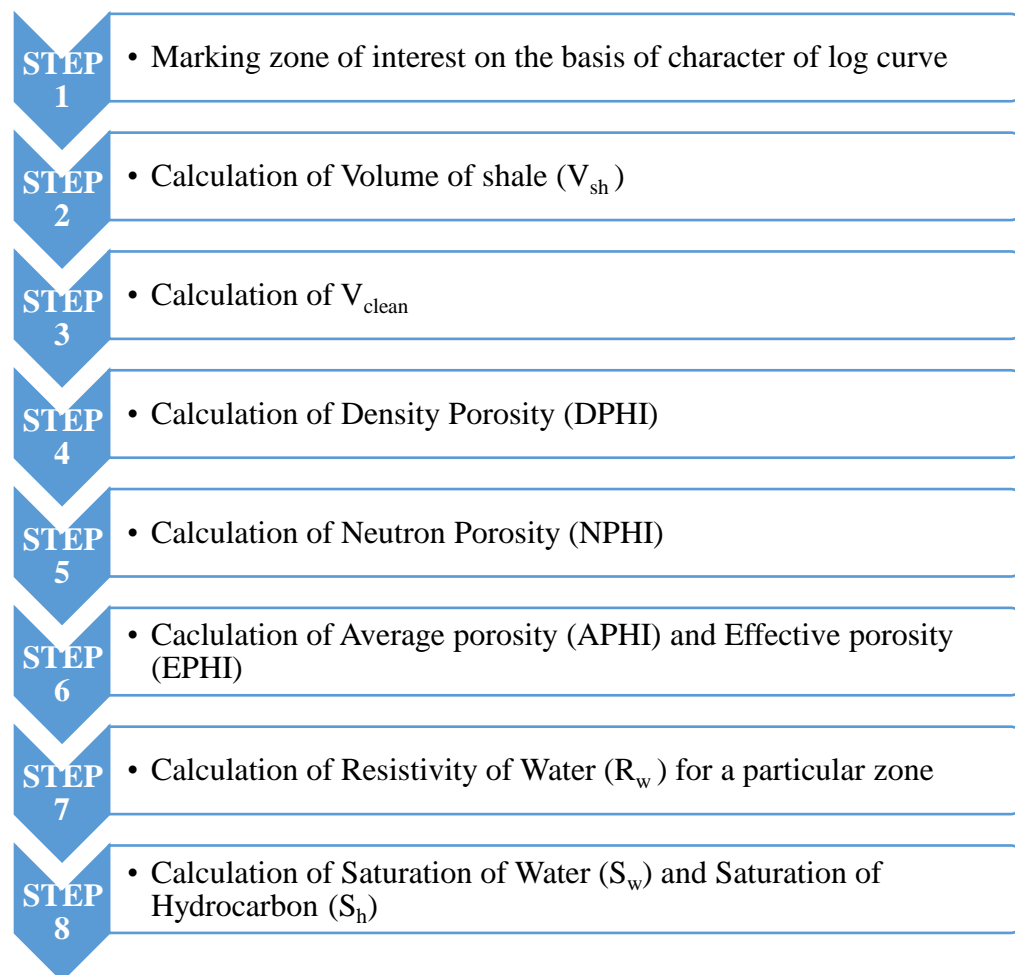 STEP
1
• Marking zone of interest on the basis of character of log curve
STEP
2
• Calculation of Volume of shale (Vsh )
STEP
3
• Calculation of Vclean
STEP
4
• Calculation of Density Porosity (DPHI)
STEP
5
• Calculation of Neutron Porosity (NPHI)
STEP
6
• Caclulation of Average porosity (APHI) and Effective porosity
(EPHI)
STEP
7
• Calculation of Resistivity of Water (Rw ) for a particular zone
STEP
8
• Calculation of Saturation of Water (Sw) and Saturation of
Hydrocarbon (Sh)